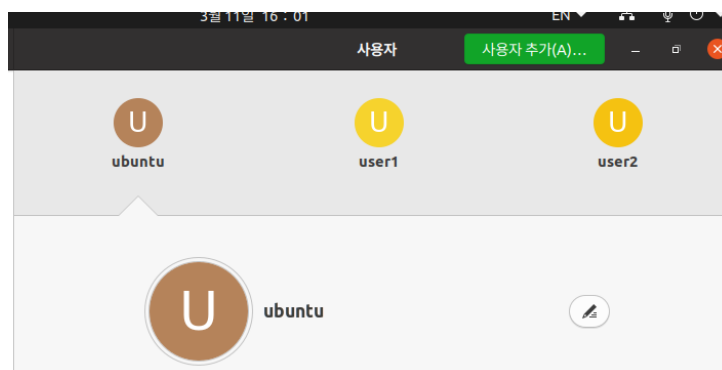 3월 11일 16 : 01 EN
사용자 사용자 추가(A)...
U U U
ubuntu user1 user2
U ubuntu